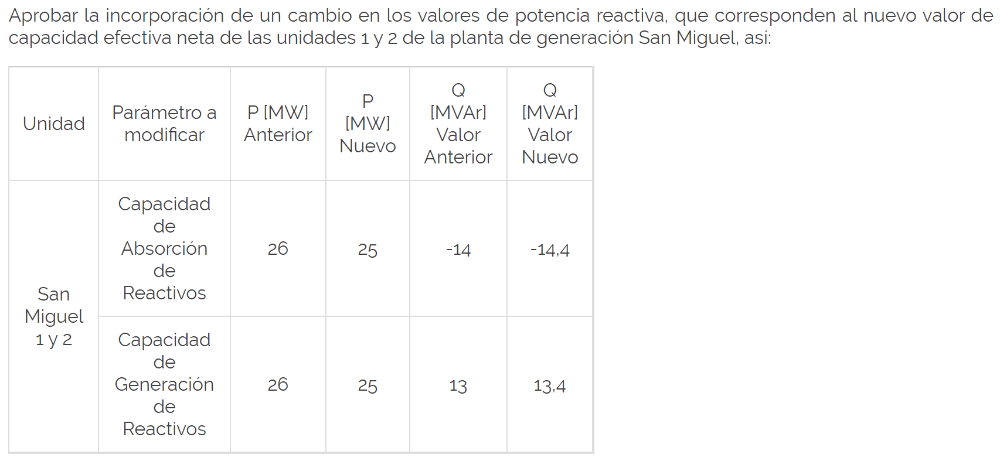 Aprobar la incorporación de un cambio en los valores de potencia reactiva, que corresponden al nuevo valor de
capacidad efectiva neta de las unidades 1 y 2 de la planta de generación San Miguel, así:
Unidad
Parámetro a
modificar
P [MW]
Anterior
P
[MW]
Nuevo
Q
[MVAr]
Valor
Anterior
Q
[MVAr]
Valor
Nuevo
San
Miguel
1 y 2
Capacidad
de
Absorción
de
Reactivos
26
25
-14
-14,4
Capacidad
de
Generación
de
Reactivos
26
25
13
13,4